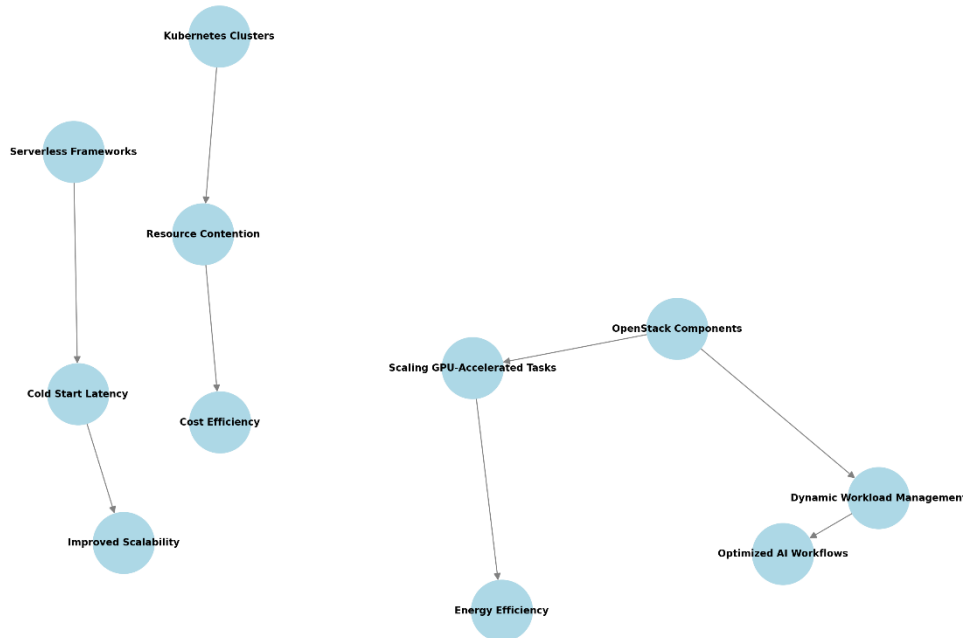 Kubernetes Clusters
Serverless Frameworks
Resource Contention
OpenStack Components
Scaling GPU-Accelerated Tasks
Cold Start Latency
Cost Efficiency
Dynamic Workload Management
Improved Scalability
Optimized AI Workflows
Energy Efficiency